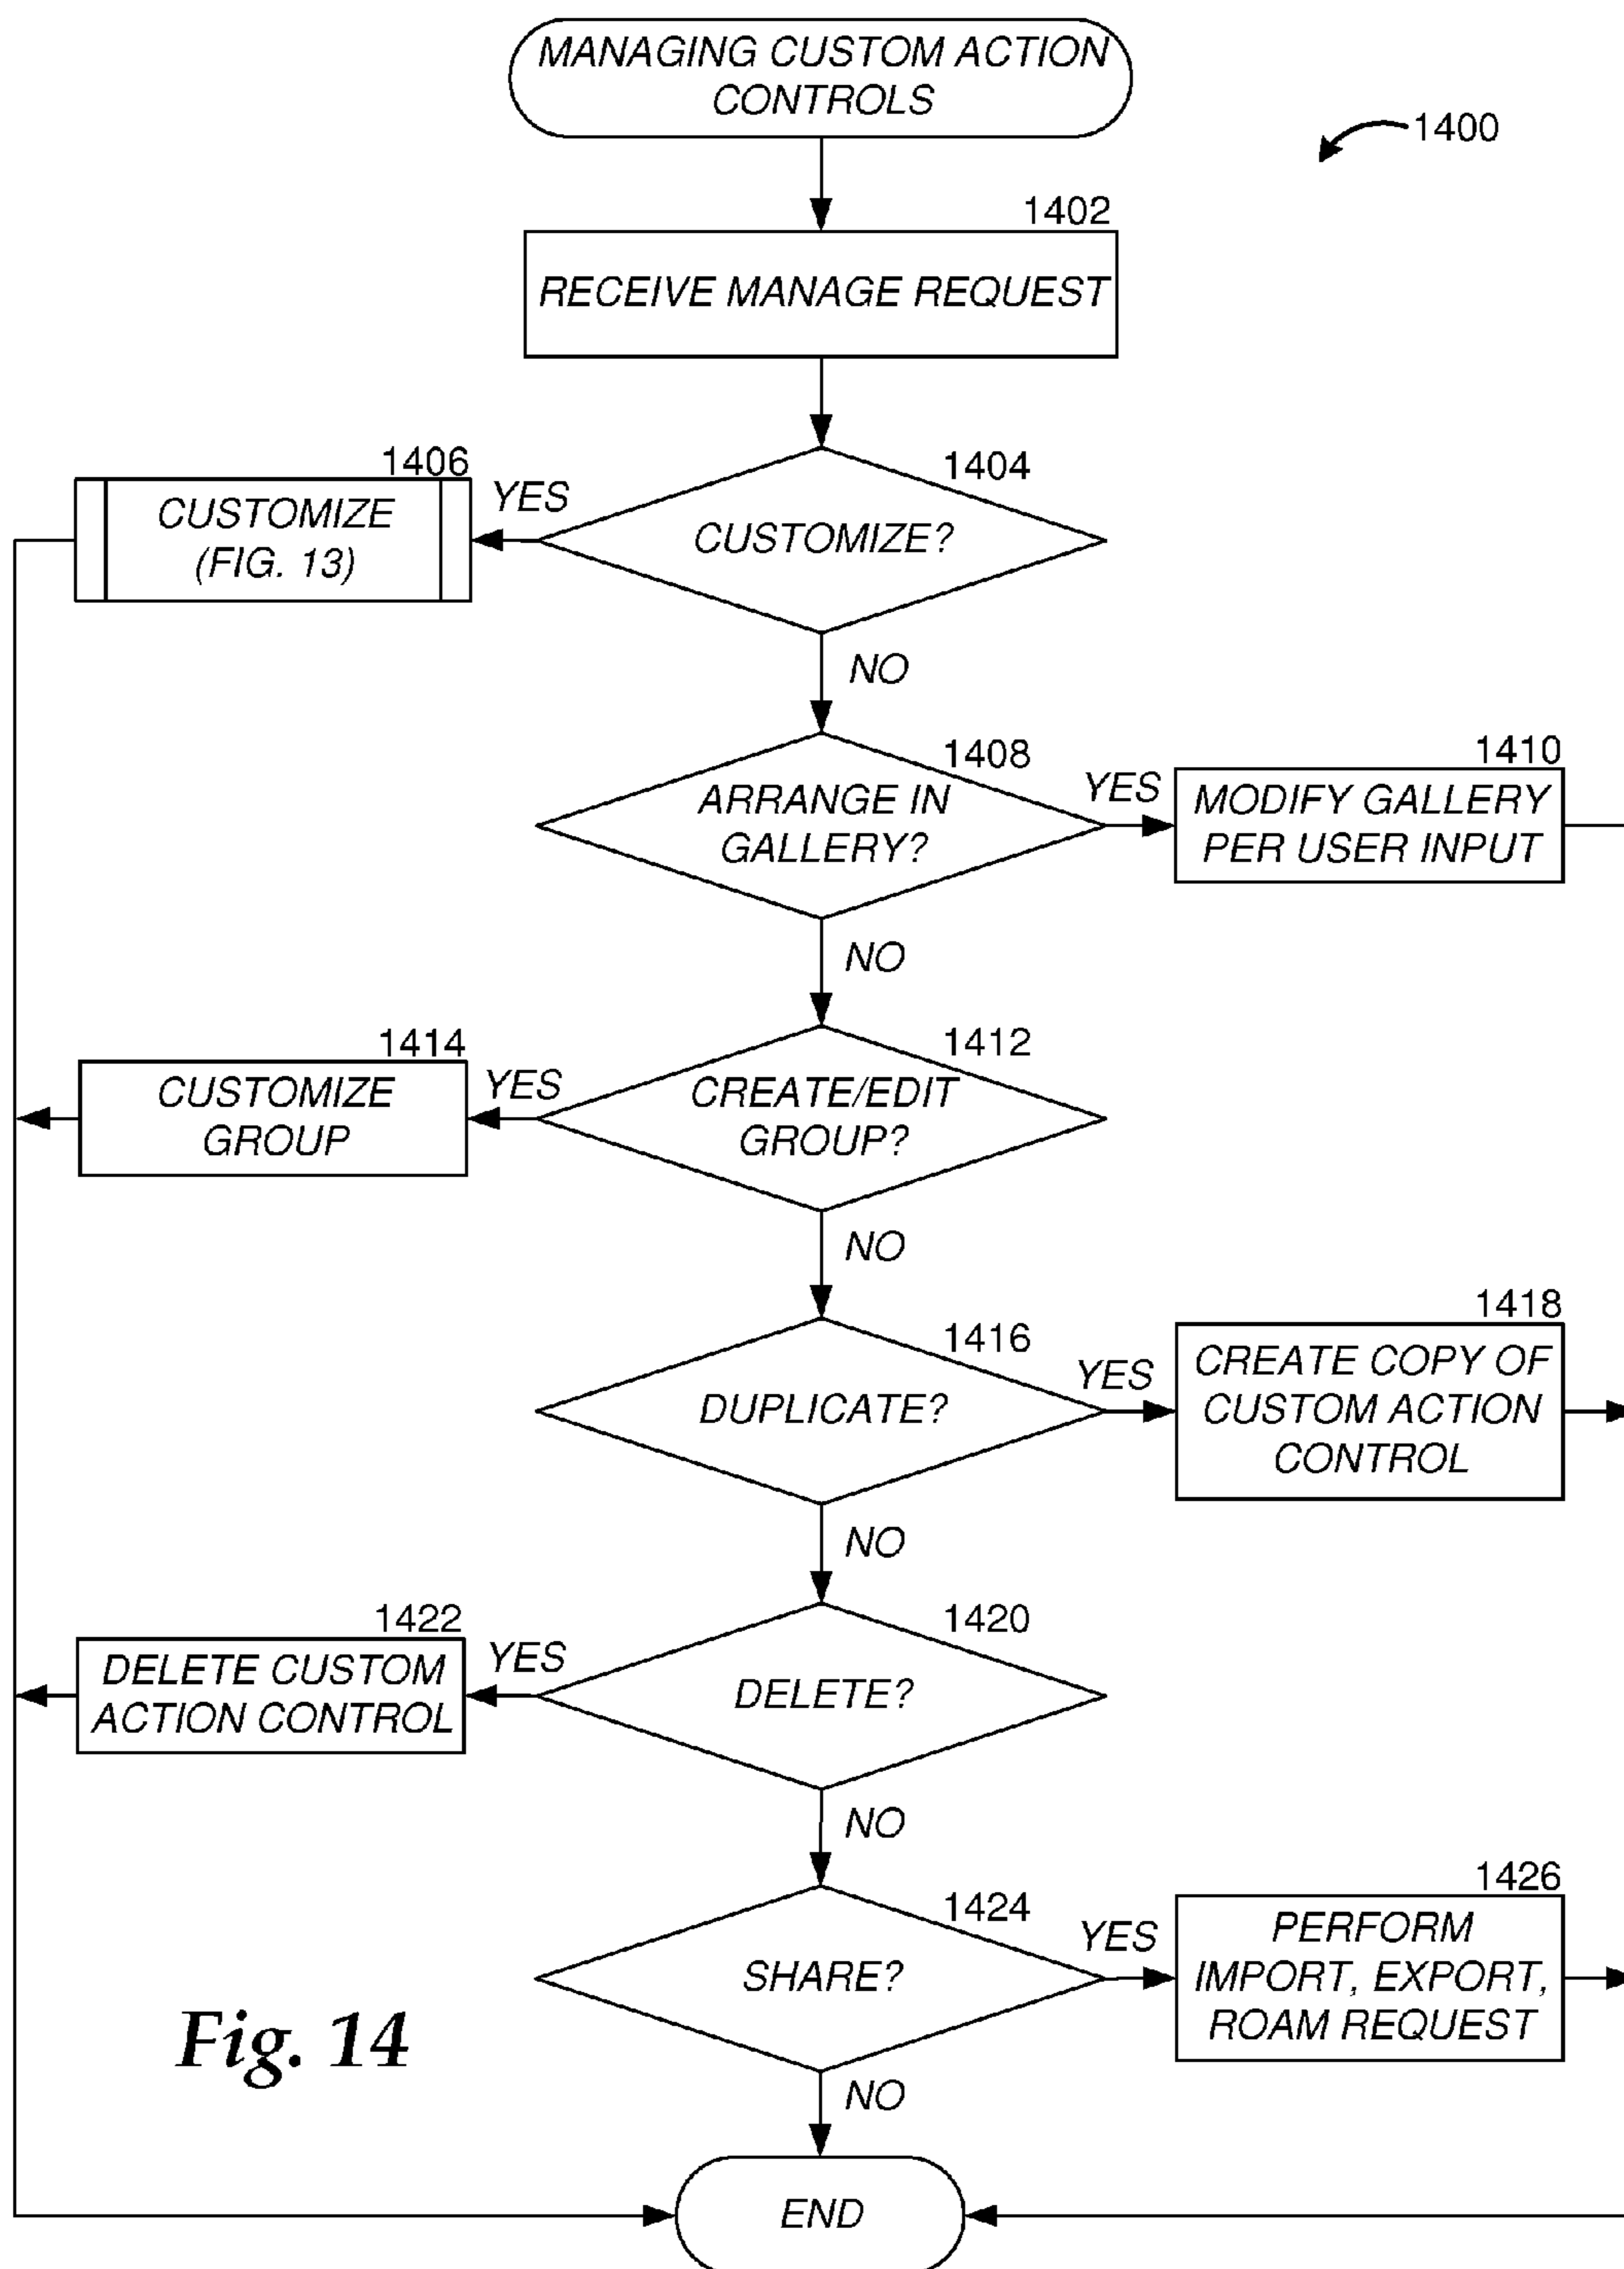 MANAGING CUSTOM ACTION
CONTROLS
1400
1402
RECEIVE MANAGE REQUEST
1404
CUSTOMIZE?
YES
1406
CUSTOMIZE
(FIG. 13)
NO
1408
ARRANGE IN
GALLERY?
YES
1410
MODIFY GALLERY
PER USER INPUT
NO
1412
CREATE/EDIT
GROUP?
YES
1414
CUSTOMIZE
GROUP
NO
1416
DUPLICATE?
YES
1418
CREATE COPY OF
CUSTOM ACTION
CONTROL
NO
1420
DELETE?
YES
1422
DELETE CUSTOM
ACTION CONTROL
NO
1424
SHARE?
YES
1426
PERFORM
IMPORT, EXPORT,
ROAM REQUEST
NO
END
Fig. 14